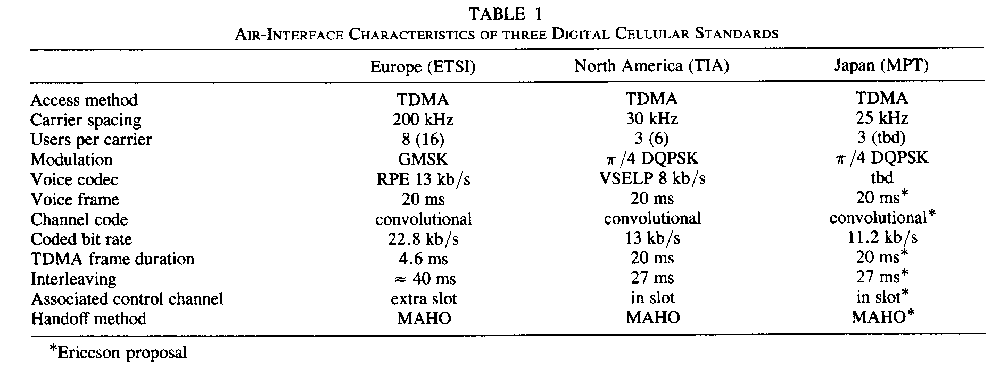 TABLE 1
AIR-INTERFACE CHARACTERISTICS OF THREE DIGITAL CELLULAR STANDARDS
Europe (ETSI) North America (TIA) Japan (MPT)
Access method TDMA TDMA TDMA
Carrier spacing 200 kHz 30 kHz 25 kHz
Users per carrier 8 (16) 3 (6) 3 (tbd)
Modulation GMSK π/4 DQPSK π/4 DQPSK
Voice codec RPE 13 kb/s VSELP 8 kb/s tbd
Voice frame 20 ms 20 ms 20 ms*
Channel code convolutional convolutional convolutional*
Coded bit rate 22.8 kb/s 13 kb/s 11.2 kb/s
TDMA frame duration 4.6 ms 20 ms 20 ms*
Interleaving ≈ 40 ms 27 ms 27 ms*
Associated control channel extra slot in slot in slot*
Handoff method MAHO MAHO MAHO*
*Ericcson proposal